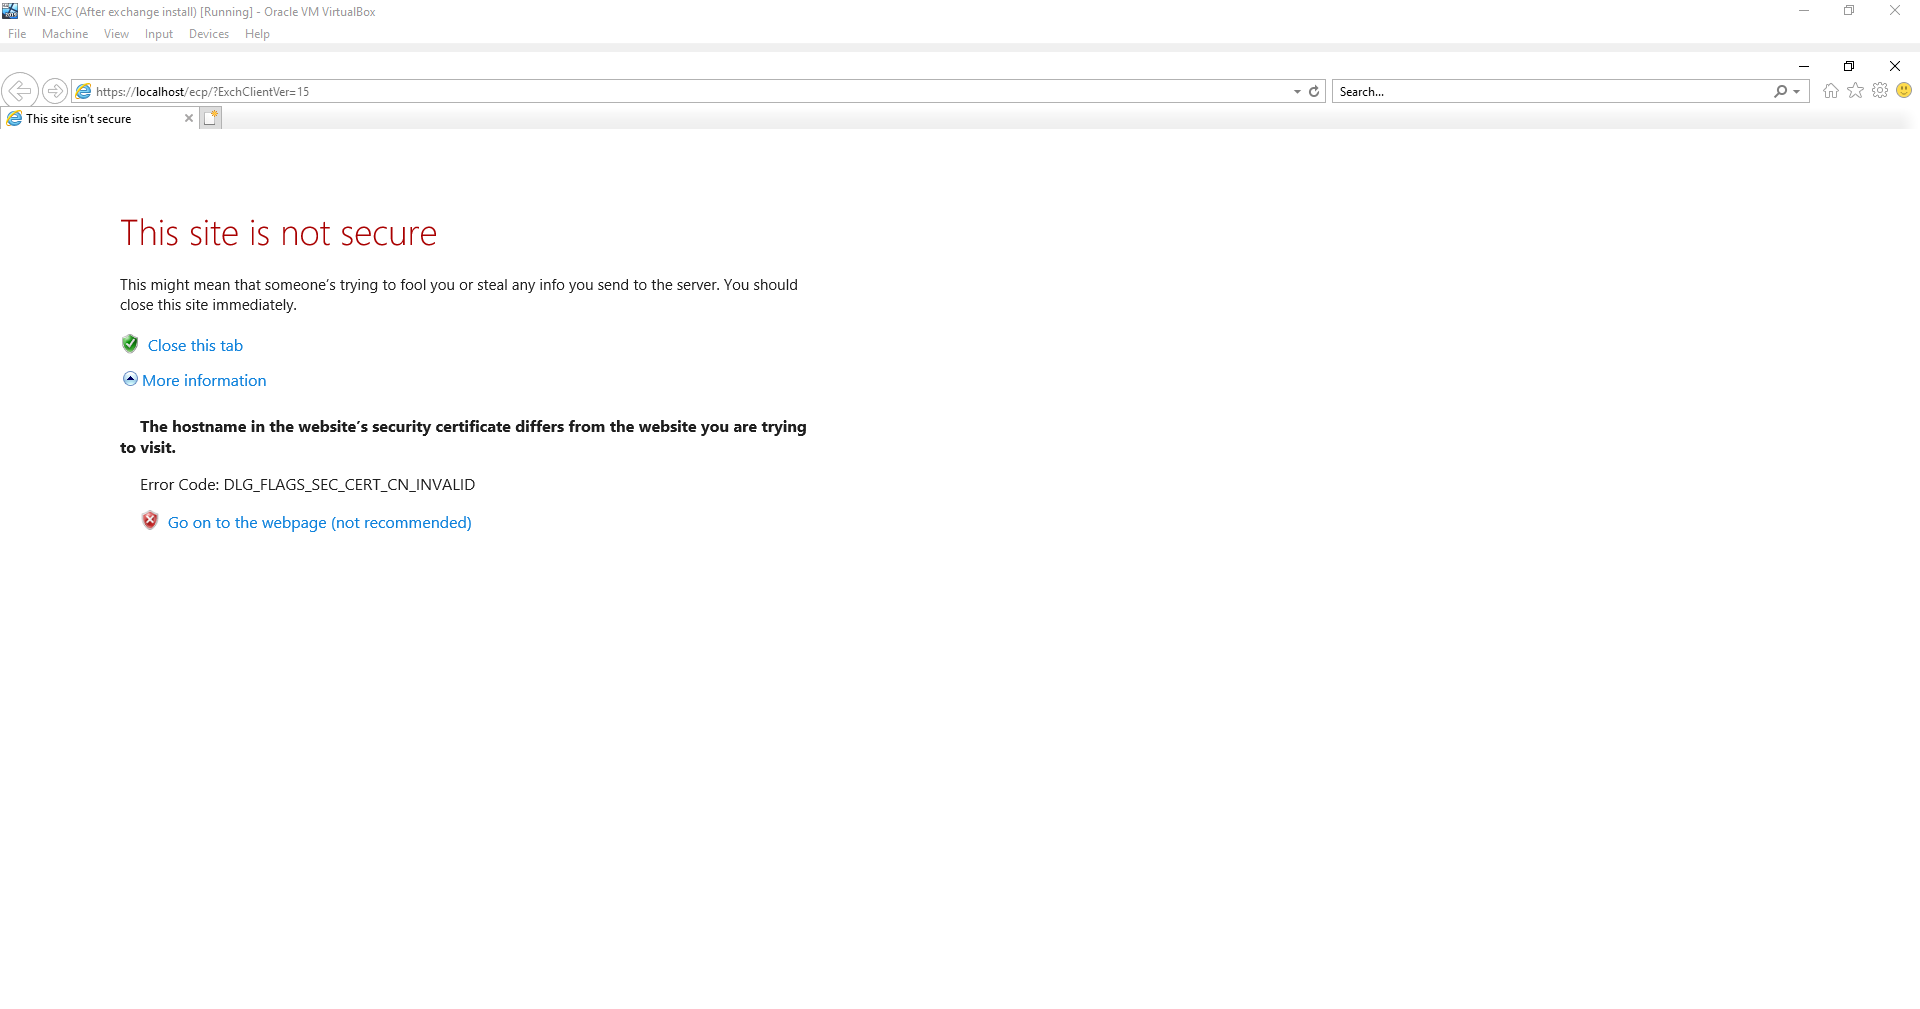 WIN-EXC (After exchange install) [Running] - Oracle VM VirtualBox
File Machine View Input Devices Help
https://localhost/ecp/?ExchClientVer=15
Search...
This site isn't secure
This site is not secure
This might mean that someone's trying to fool you or steal any info you send to the server. You should
close this site immediately.
Close this tab
More information
The hostname in the website's security certificate differs from the website you are trying
to visit.
Error Code: DLG_FLAGS_SEC_CERT_CN_INVALID
Go on to the webpage (not recommended)